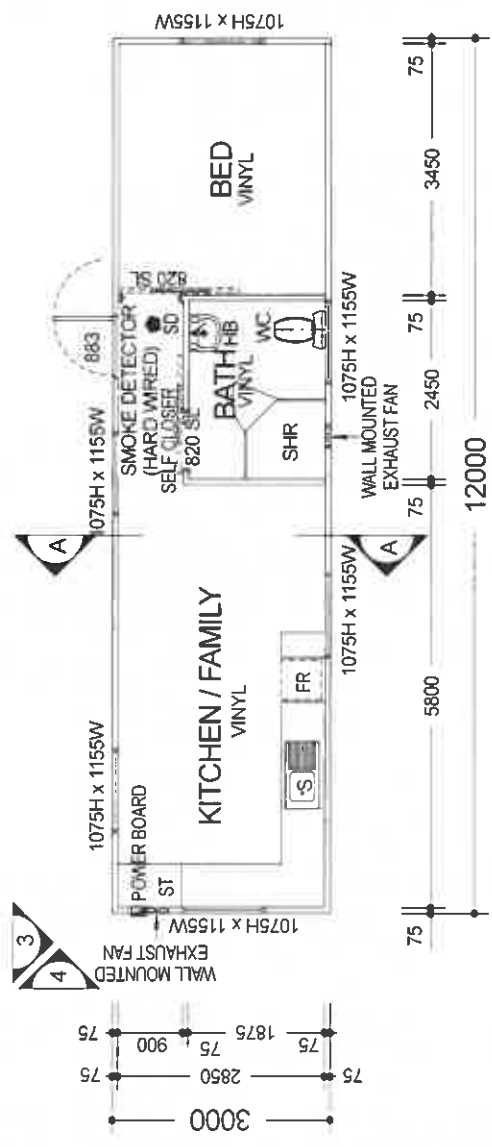 3
4
WALL MOUNTED
EXHAUST FAN
POWER BOARD
ST
1075H x 1155W
1075H x 1155W
A
1075H x 1155W
883
SMOKE DETECTOR
(HARD WIRED)
SELF CLOSER
820 SL
SD
820 SL
1075H x 1155W
KITCHEN / FAMILY
VINYL
BATH
VINYL
HB
WC
SHR
BED
VINYL
S
FR
1075H x 1155W
A
WALL MOUNTED
EXHAUST FAN
1075H x 1155W
75
5800
75
2450
75
3450
75
12000
75
900
75
1875
75
75
2850
75
3000